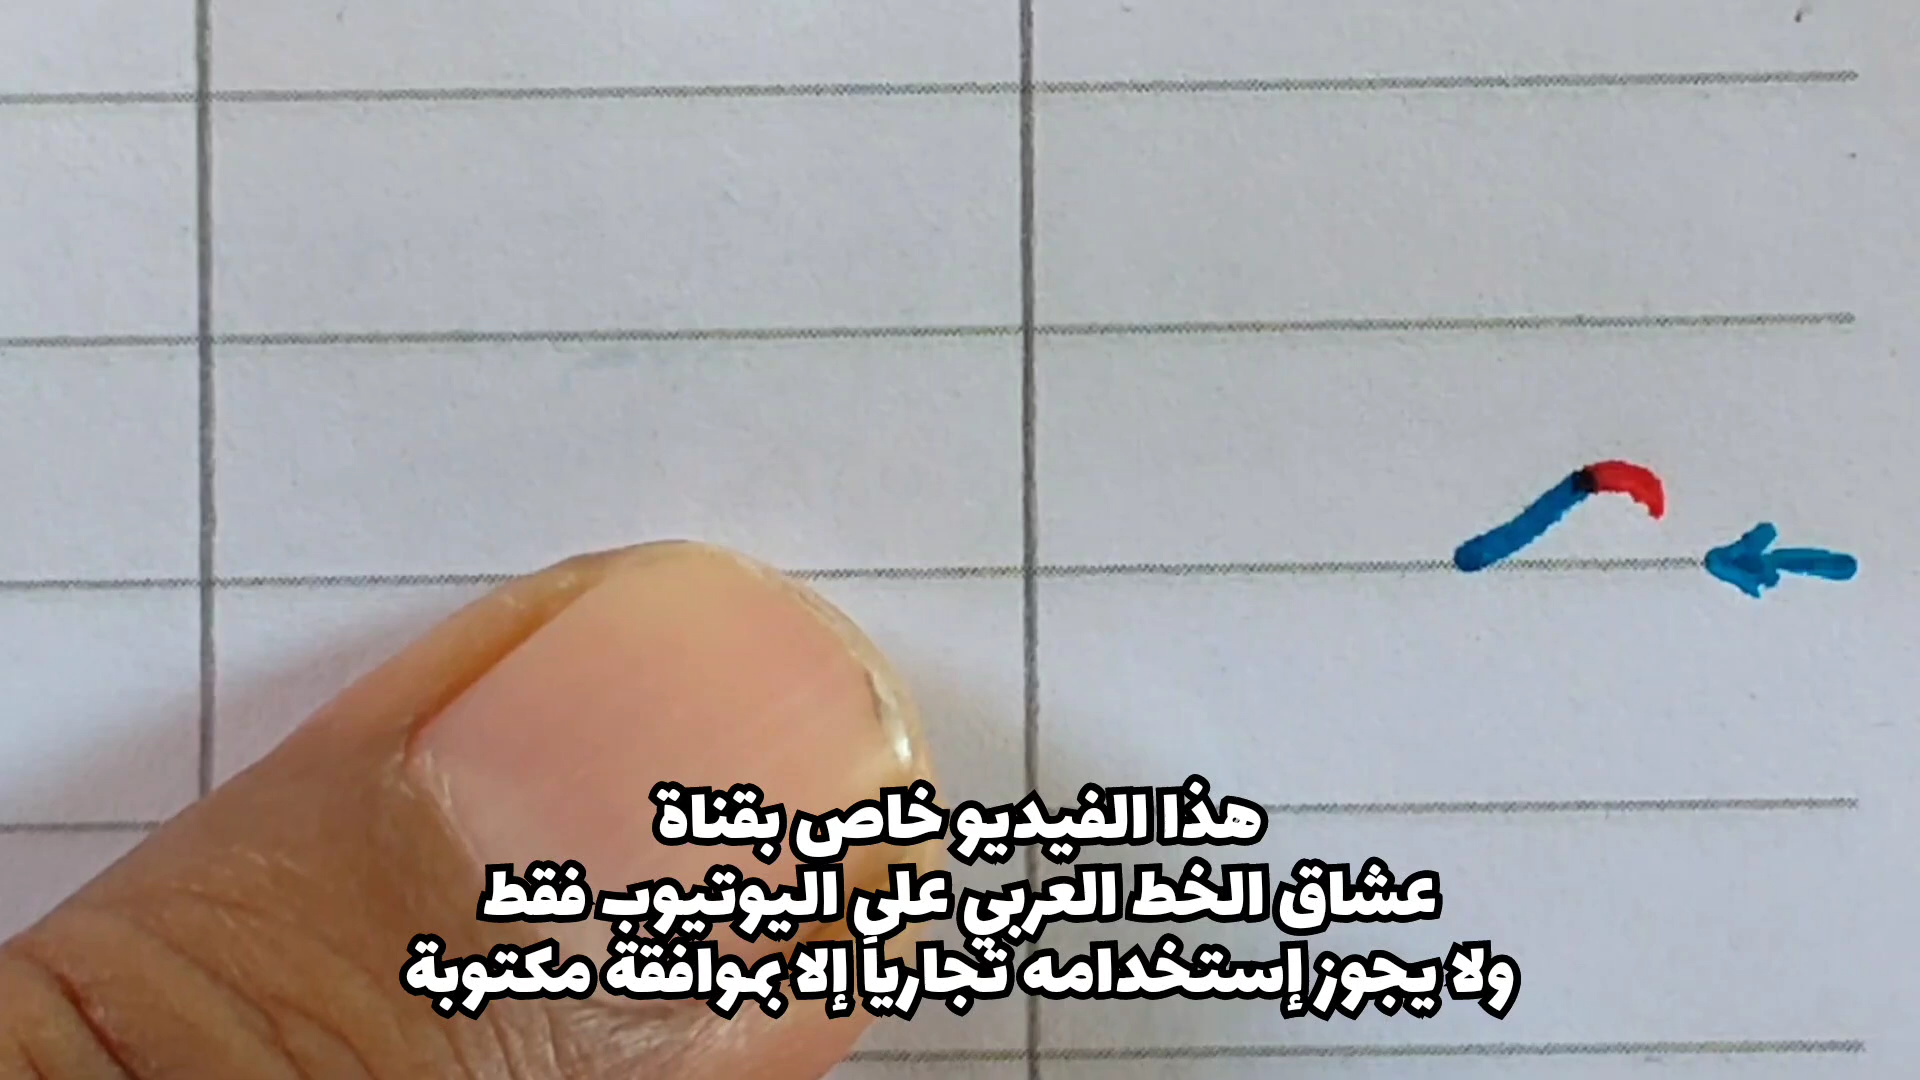 هذا الفيديو خاص بقناة
عشاق الخط العربي على اليوتيوب فقط
ولا يجوز إستخدامه تجارياً إلا بموافقة مكتوبة